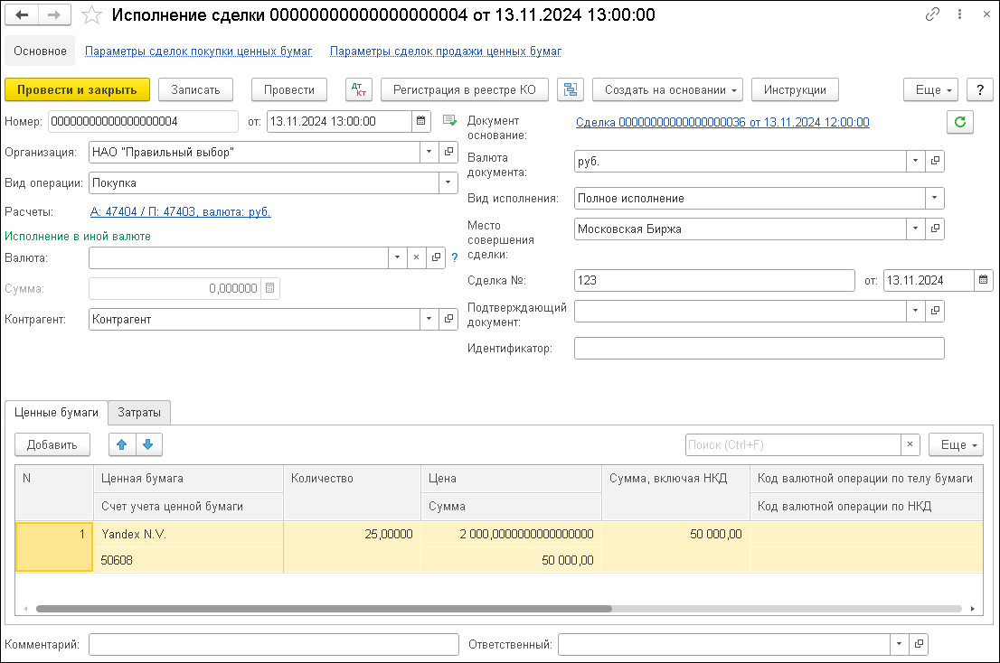 Исполнение сделки 00000000000000000004 от 13.11.2024 13:00:00
Основное Параметры сделок покупки ценных бумаг Параметры сделок продажи ценных бумаг
Провести и закрыть Записать Провести Дт Кт Регистрация в реестре КО Создать на основании Инструкции Еще ?
Номер: 00000000000000000004 от: 13.11.2024 13:00:00
Документ основание: Сделка 00000000000000000036 от 13.11.2024 12:00:00
Организация: НАО "Правильный выбор"
Валюта документа: руб.
Вид операции: Покупка
Вид исполнения: Полное исполнение
Расчеты: А: 47404 / П: 47403, валюта: руб.
Место совершения сделки: Московская Биржа
Исполнение в иной валюте
Валюта: ?
Сумма: 0,000000
Сделка №: 123 от: 13.11.2024
Контрагент: Контрагент
Подтверждающий документ:
Идентификатор:
Ценные бумаги Затраты
Добавить Поиск (Ctrl+F) Еще
N Ценная бумага Количество Цена Сумма, включая НКД Код валютной операции по телу бумаги
Счет учета ценной бумаги Сумма Код валютной операции по НКД
1 Yandex N.V. 25,00000 2 000,0000000000000000 50 000,00
50608 50 000,00
Комментарий: Ответственный: